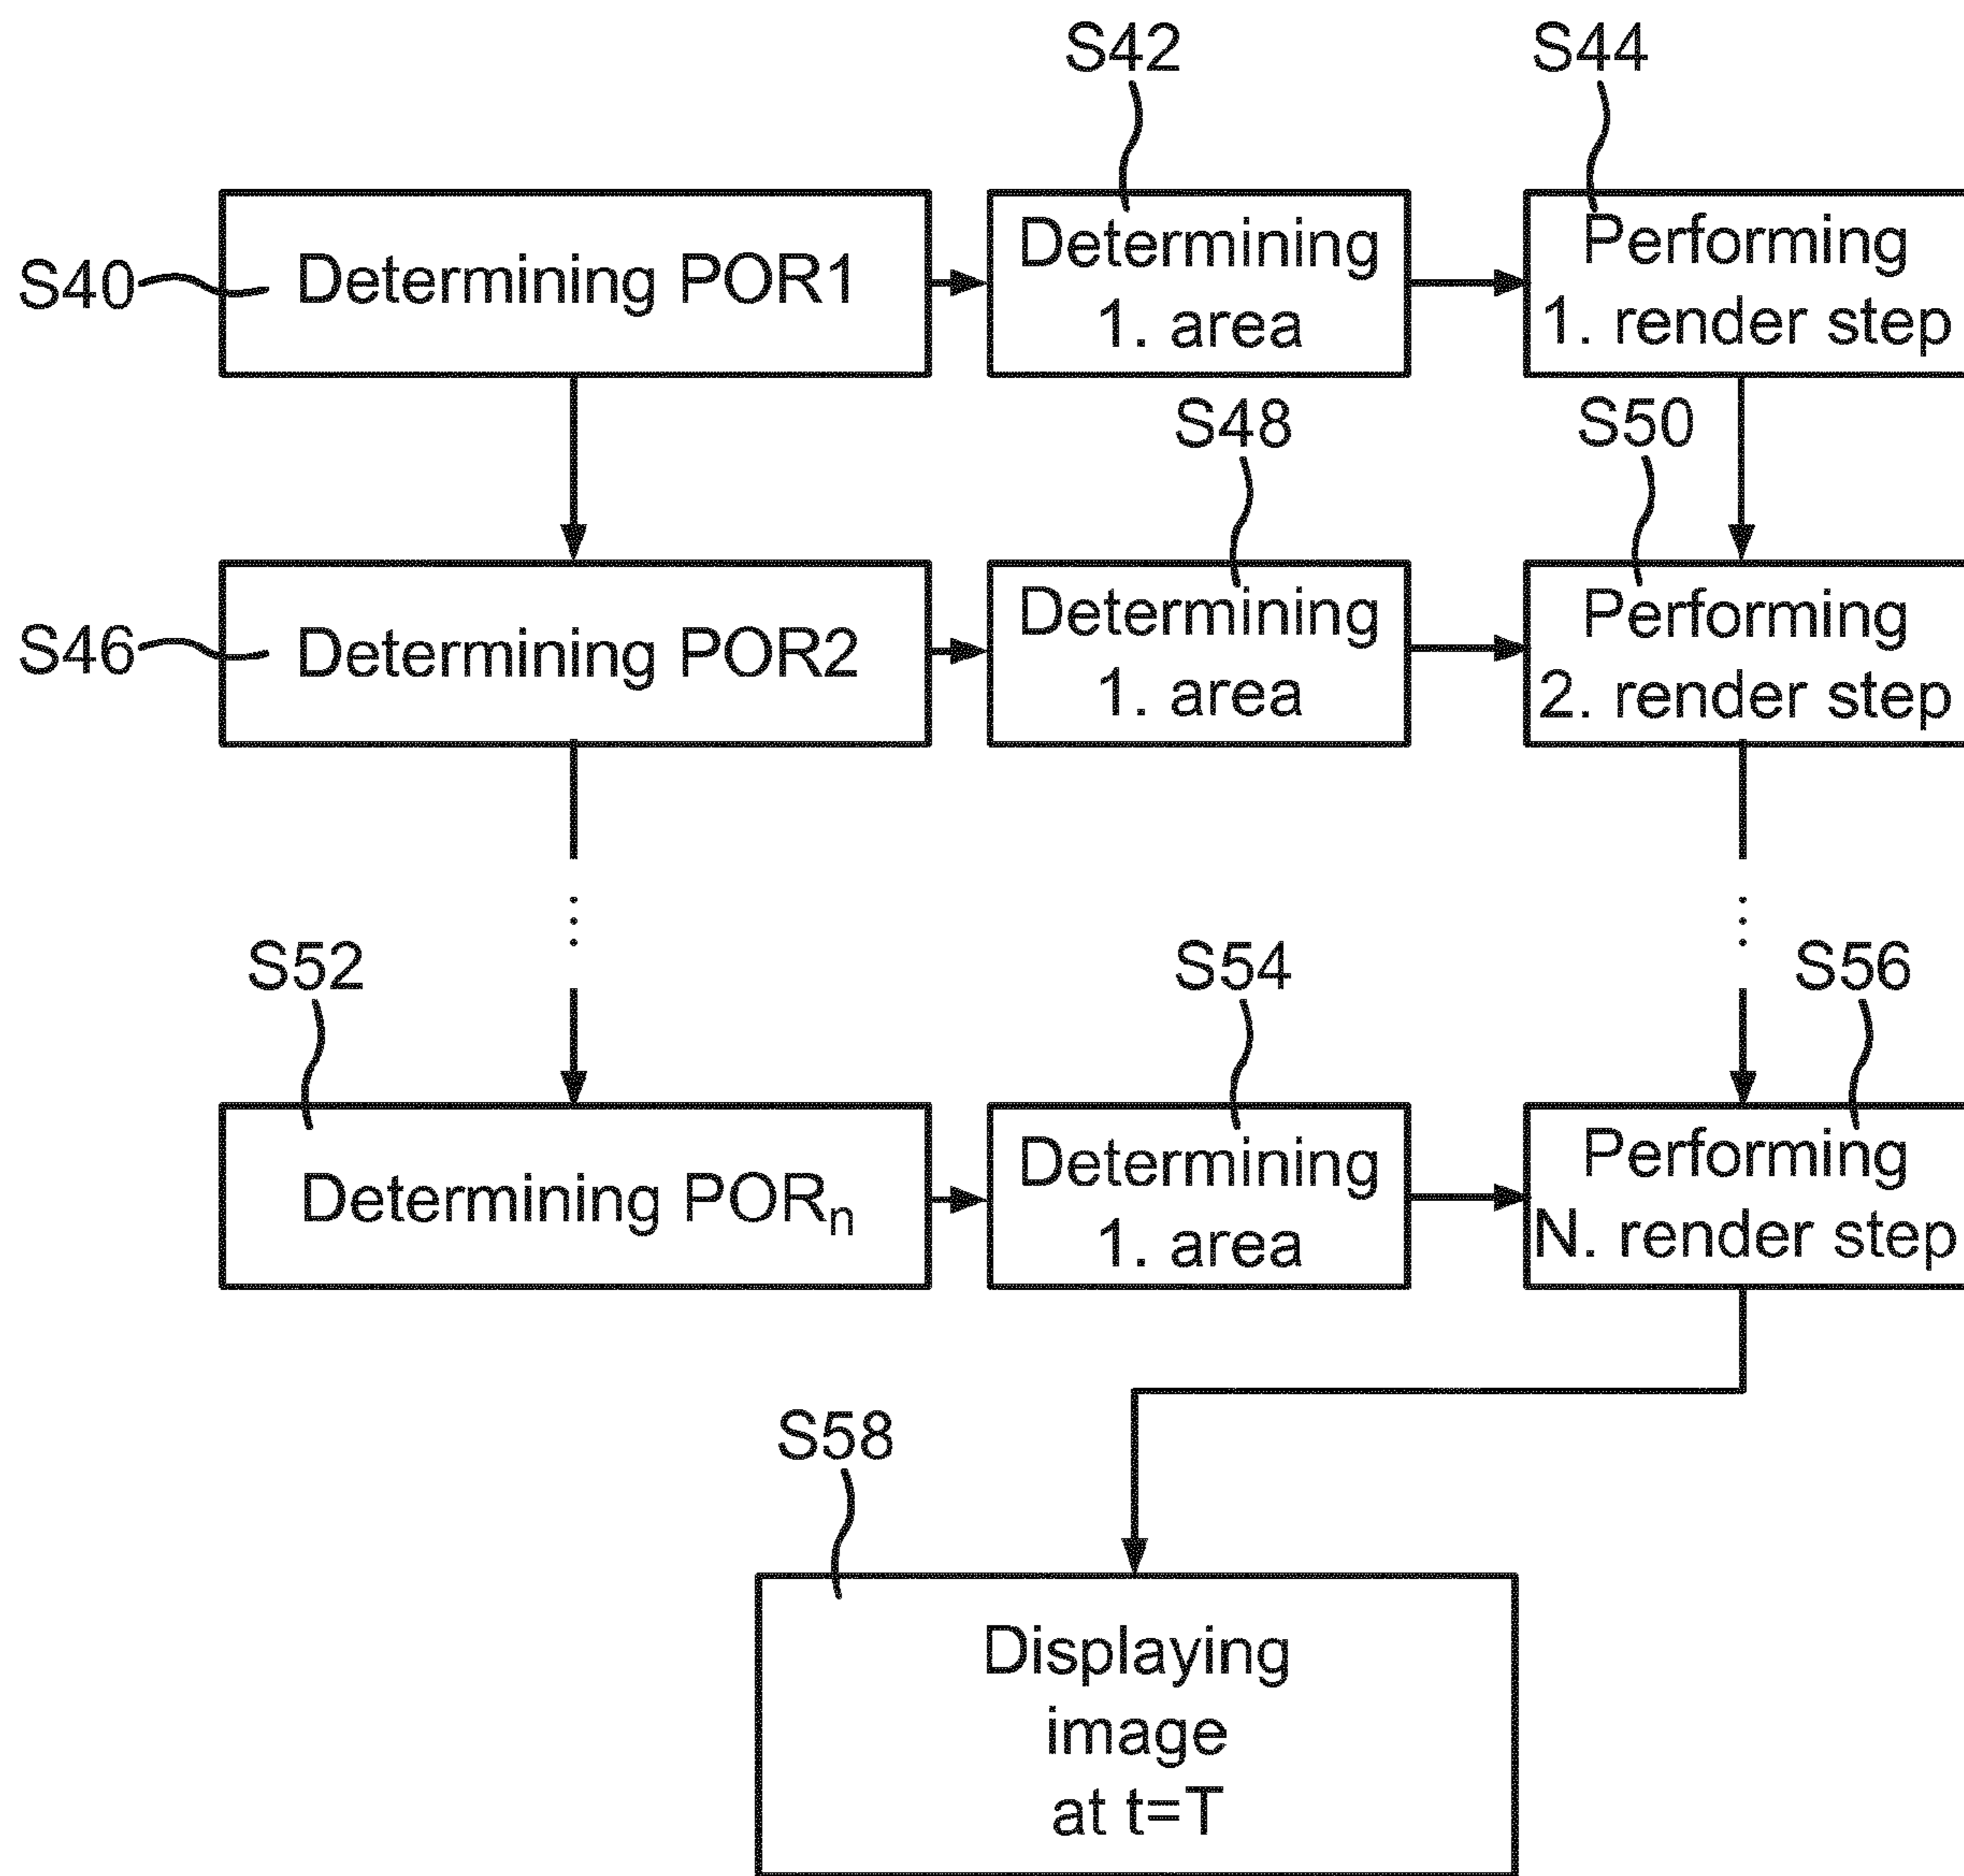 S42
S44
S40
Determining POR1
Determining
1. area
Performing
1. render step
S48
S50
S46
Determining POR2
Determining
1. area
Performing
2. render step
⋮
⋮
S52
S54
S56
Determining PORₙ
Determining
1. area
Performing
N. render step
S58
Displaying
image
at t=T